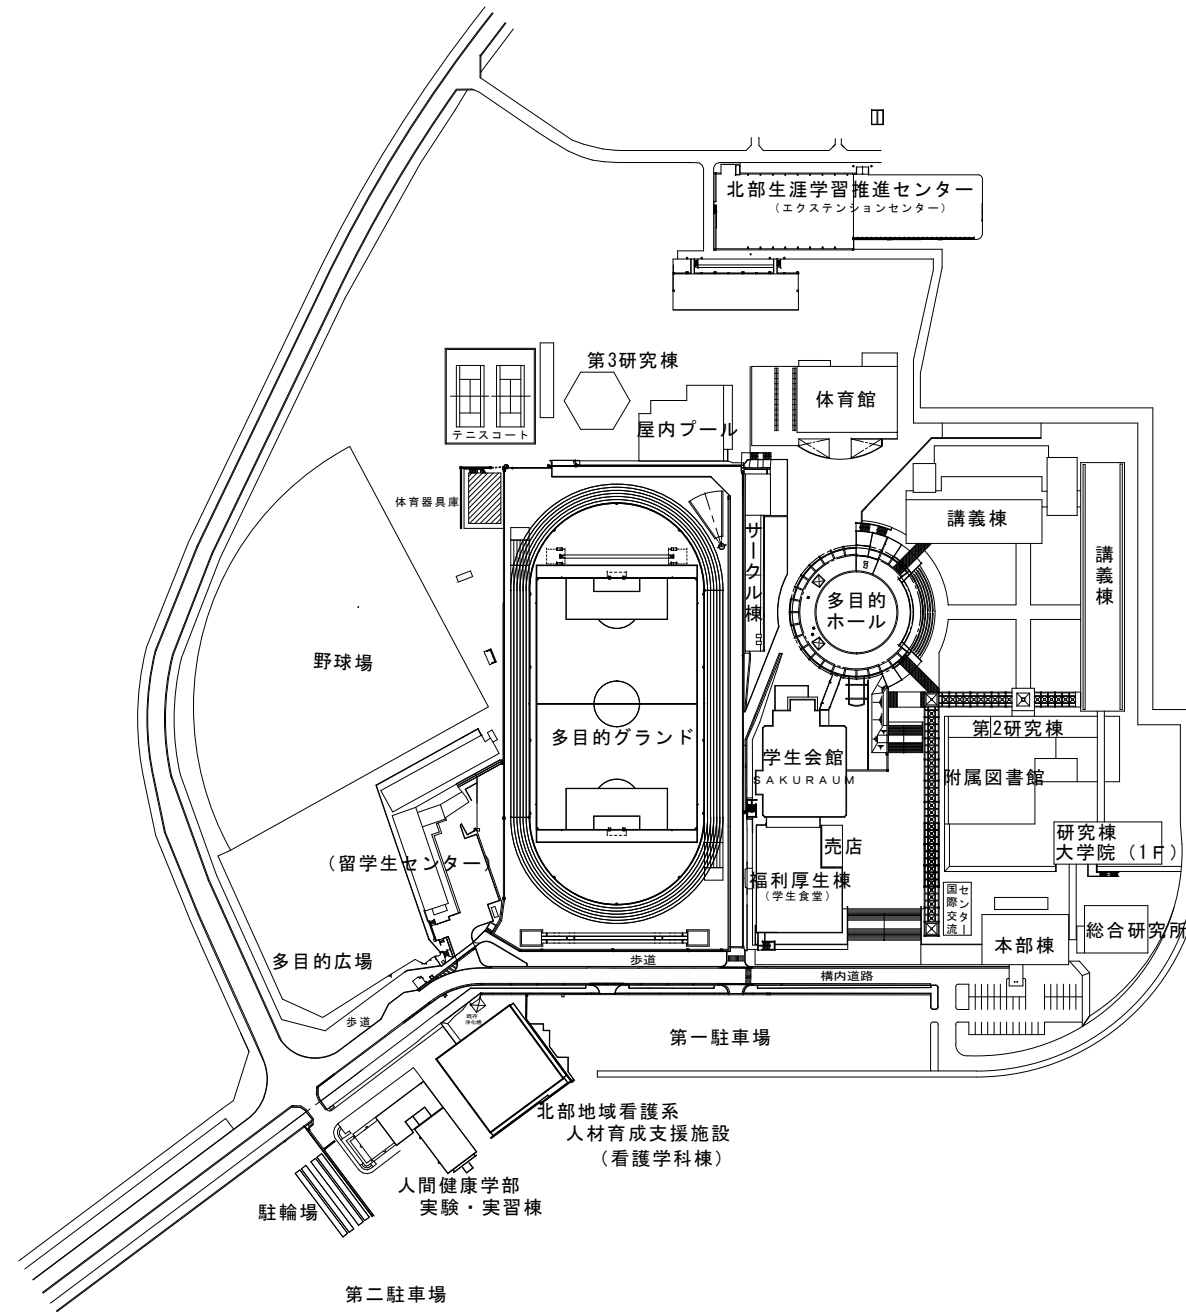 北部生涯学習推進センター
（エクステンションセンター）
第3研究棟
体育館
屋内プール
テニスコート
体育器具庫
講義棟
サークル棟
講義棟
多目的
ホール
野球場
第2研究棟
多目的グランド
学生会館
SAKURAUM
附属図書館
研究棟
大学院（1F）
売店
（留学生センター）
福利厚生棟
（学生食堂）
国際交流
センター
総合研究所
本部棟
多目的広場
歩道
構内道路
歩道
既存
浄化槽
第一駐車場
北部地域看護系
人材育成支援施設
（看護学科棟）
人間健康学部
実験・実習棟
駐輪場
第二駐車場